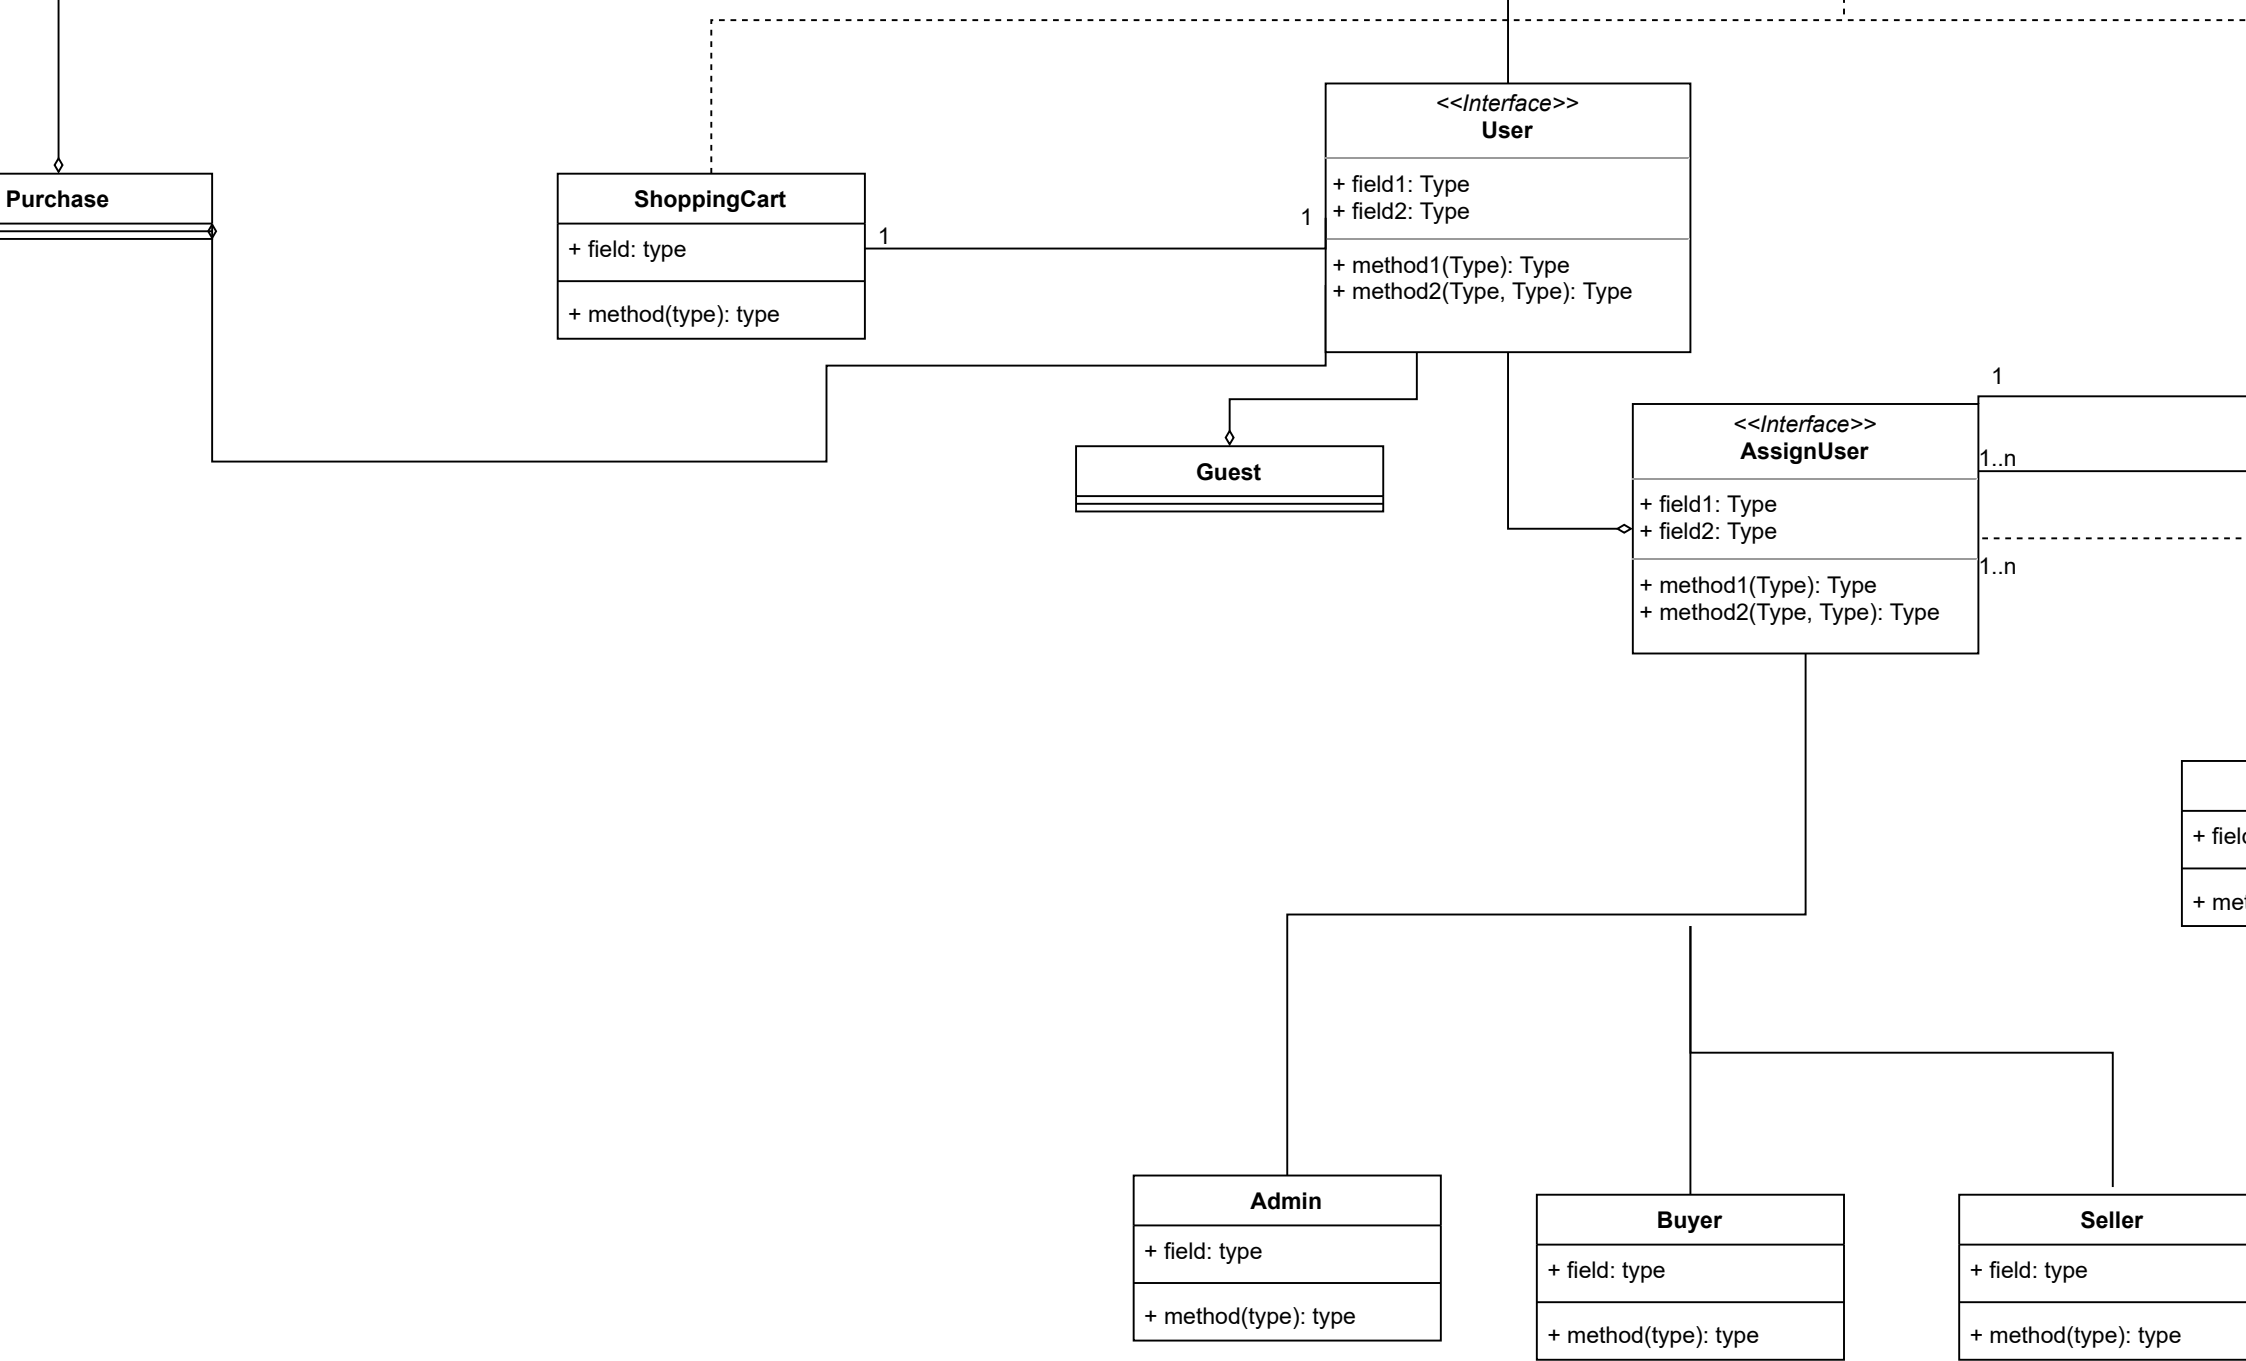 Purchase
ShoppingCart
+ field: type
+ method(type): type
1
1
<<Interface>>
User
+ field1: Type
+ field2: Type
+ method1(Type): Type
+ method2(Type, Type): Type
Guest
<<Interface>>
AssignUser
+ field1: Type
+ field2: Type
+ method1(Type): Type
+ method2(Type, Type): Type
1
1..n
1..n
Admin
+ field: type
+ method(type): type
Buyer
+ field: type
+ method(type): type
Seller
+ field: type
+ method(type): type